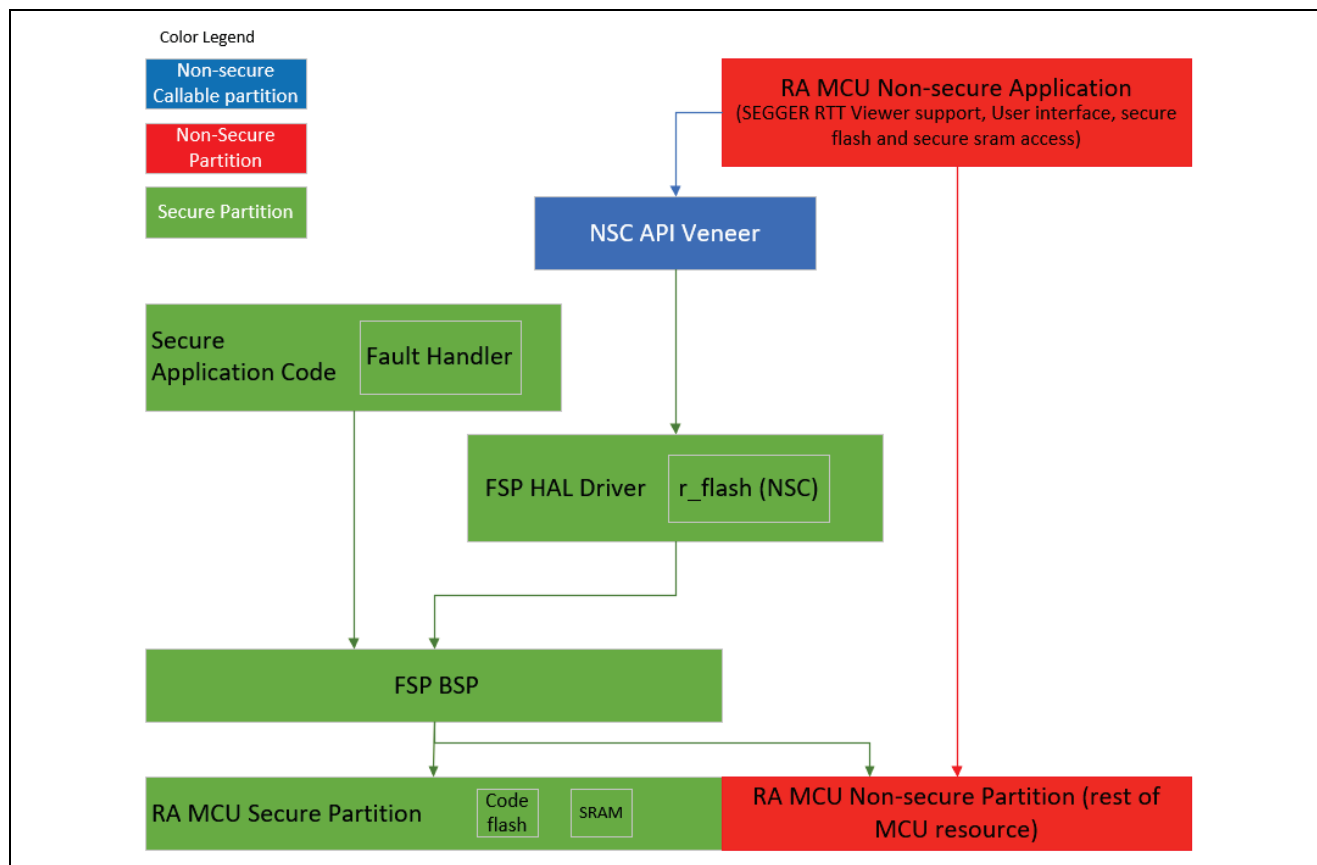 Color Legend
Non-secure
Callable partition
Non-Secure
Partition
Secure Partition
RA MCU Non-secure Application
(SEGGER RTT Viewer support, User interface, secure
flash and secure sram access)
NSC API Veneer
Secure
Application Code
Fault Handler
FSP HAL Driver
r_flash (NSC)
FSP BSP
RA MCU Secure Partition
Code
flash
SRAM
RA MCU Non-secure Partition (rest of
MCU resource)